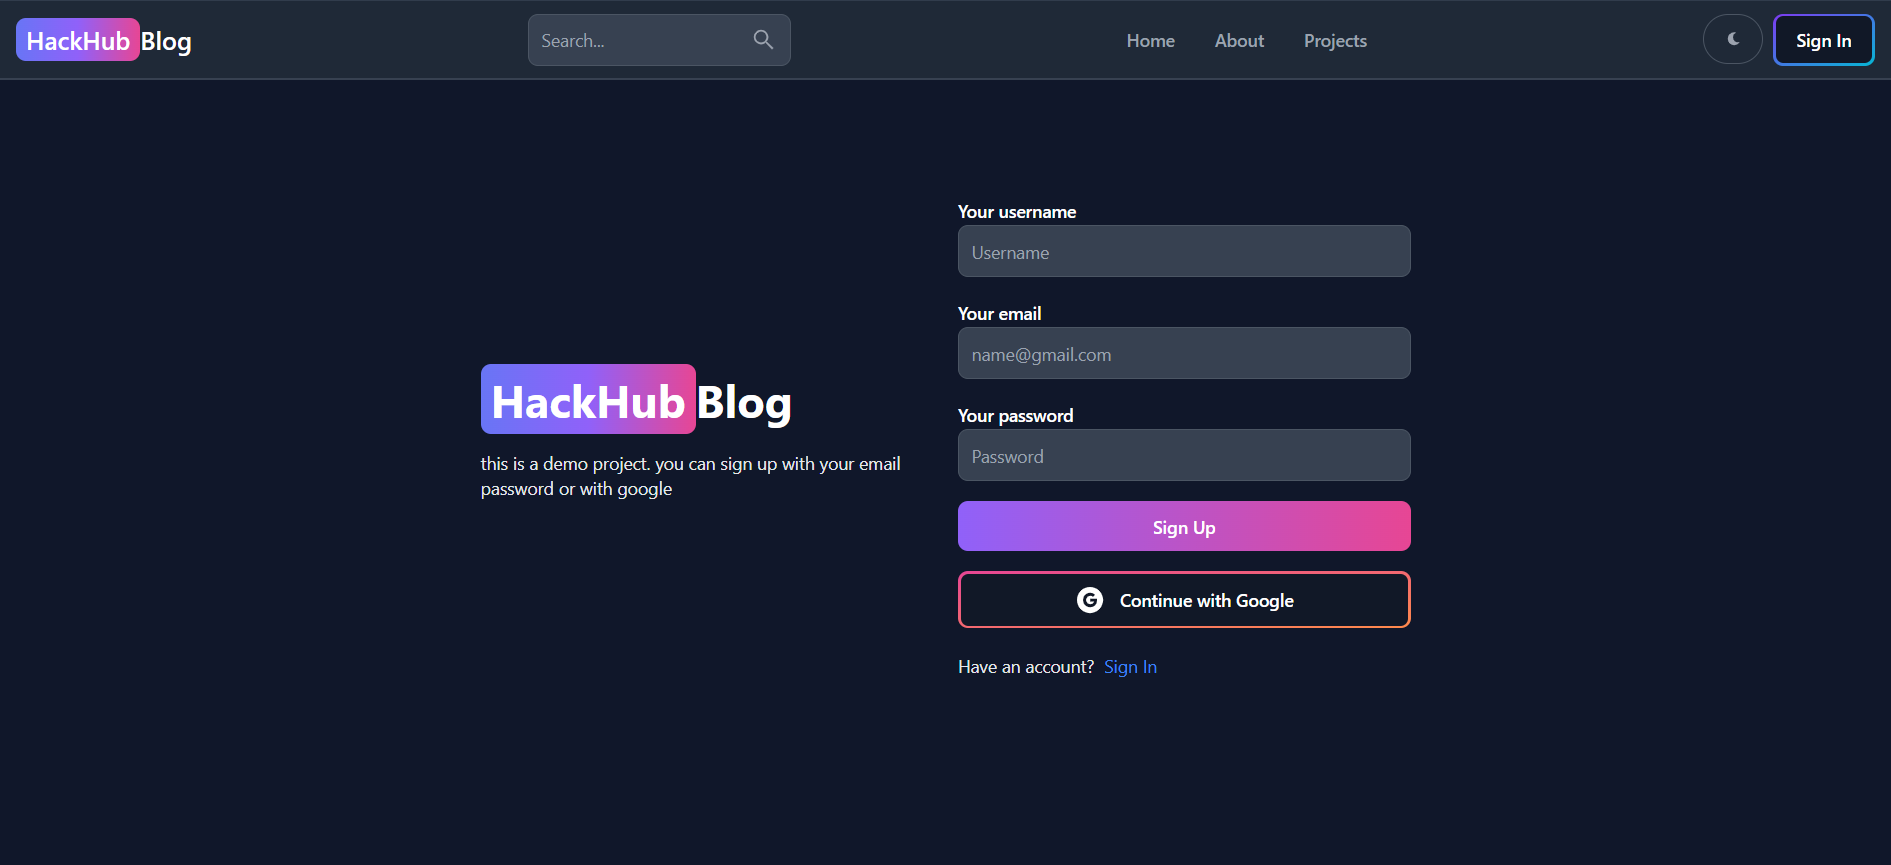 HackHub Blog
Search...
Home
About
Projects
Sign In
HackHub Blog
this is a demo project. you can sign up with your email
password or with google
Your username
Username
Your email
name@gmail.com
Your password
Password
Sign Up
G Continue with Google
Have an account? Sign In